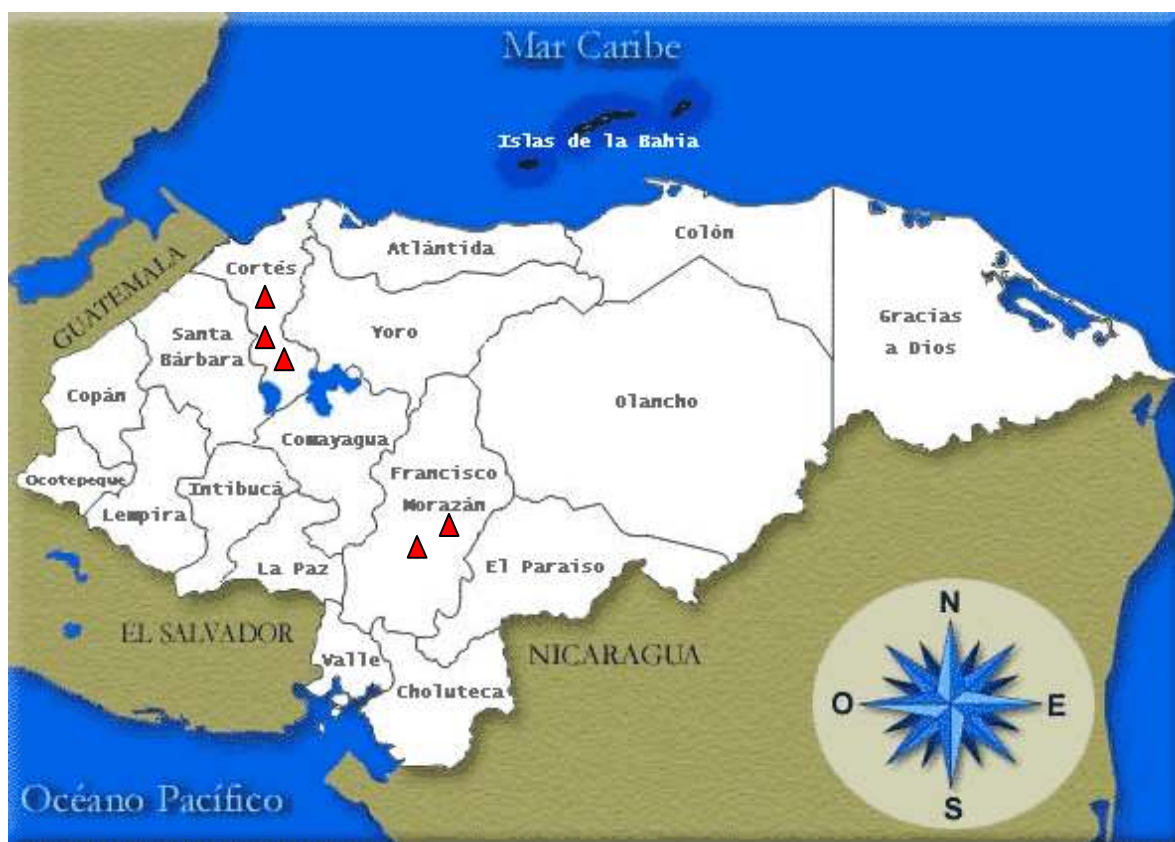 Mar Caribe
Islas de la Bahia
Colón
Atlántida
Cortés
GUATEMALA
Gracias
a Dios
Santa
Bárbara
Yoro
Copán
Olancho
Comayagua
Francisco
Morazán
Ocotepeque
Intibucá
Lempira
La Paz
El Paraiso
EL SALVADOR
NICARAGUA
Valle
Choluteca
N
O
E
S
Océano Pacífico